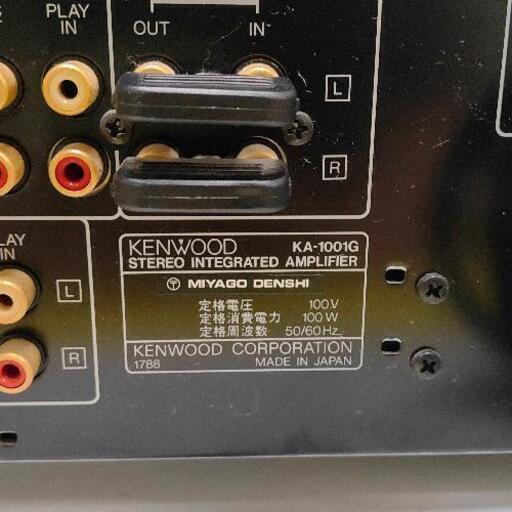 PLAY
IN
OUT
IN
L
R
IN
L
R
KENWOOD
KA-1001G
STEREO INTEGRATED AMPLIFIER
MIYAGO DENSHI
定格電圧 100V
定格消費電力 100W
定格周波数 50/60Hz
KENWOOD CORPORATION
1788 MADE IN JAPAN